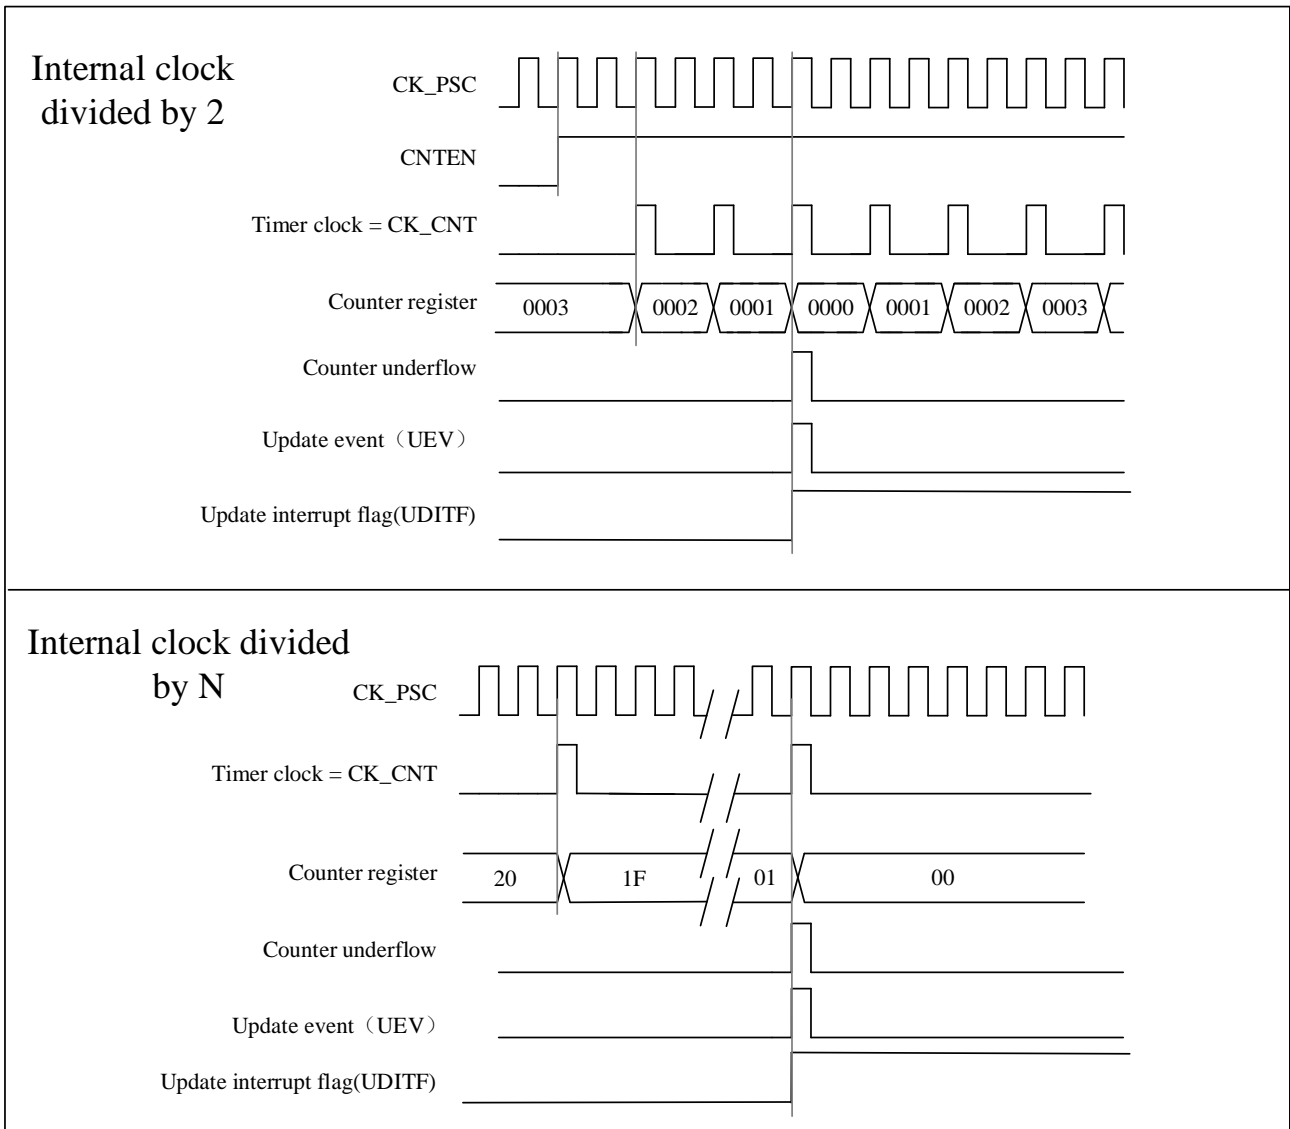 Internal clock
divided by 2
CK_PSC
CNTEN
Timer clock = CK_CNT
Counter register
0003 0002 0001 0000 0001 0002 0003
Counter underflow
Update event（UEV）
Update interrupt flag(UDITF)
Internal clock divided
by N
CK_PSC
Timer clock = CK_CNT
Counter register
20 1F 01 00
Counter underflow
Update event（UEV）
Update interrupt flag(UDITF)